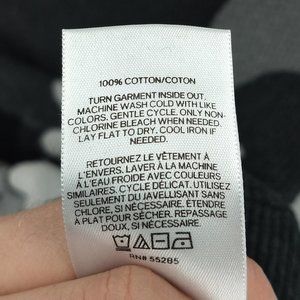 100% COTTON/COTON
TURN GARMENT INSIDE OUT,
MACHINE WASH COLD WITH LIKE
COLORS. GENTLE CYCLE. ONLY NON-
CHLORINE BLEACH WHEN NEEDED.
LAY FLAT TO DRY. COOL IRON IF
NEEDED.
RETOURNEZ LE VÊTEMENT À
L'ENVERS. LAVER À LA MACHINE
À L'EAU FROIDE AVEC COULEURS
SIMILAIRES. CYCLE DÉLICAT. UTILISEZ
SEULEMENT DU JAVELLISANT SANS
CHLORE, SI NÉCESSAIRE. ÉTENDRE
À PLAT POUR SÉCHER. REPASSAGE
DOUX, SI NÉCESSAIRE.
RN# 55285